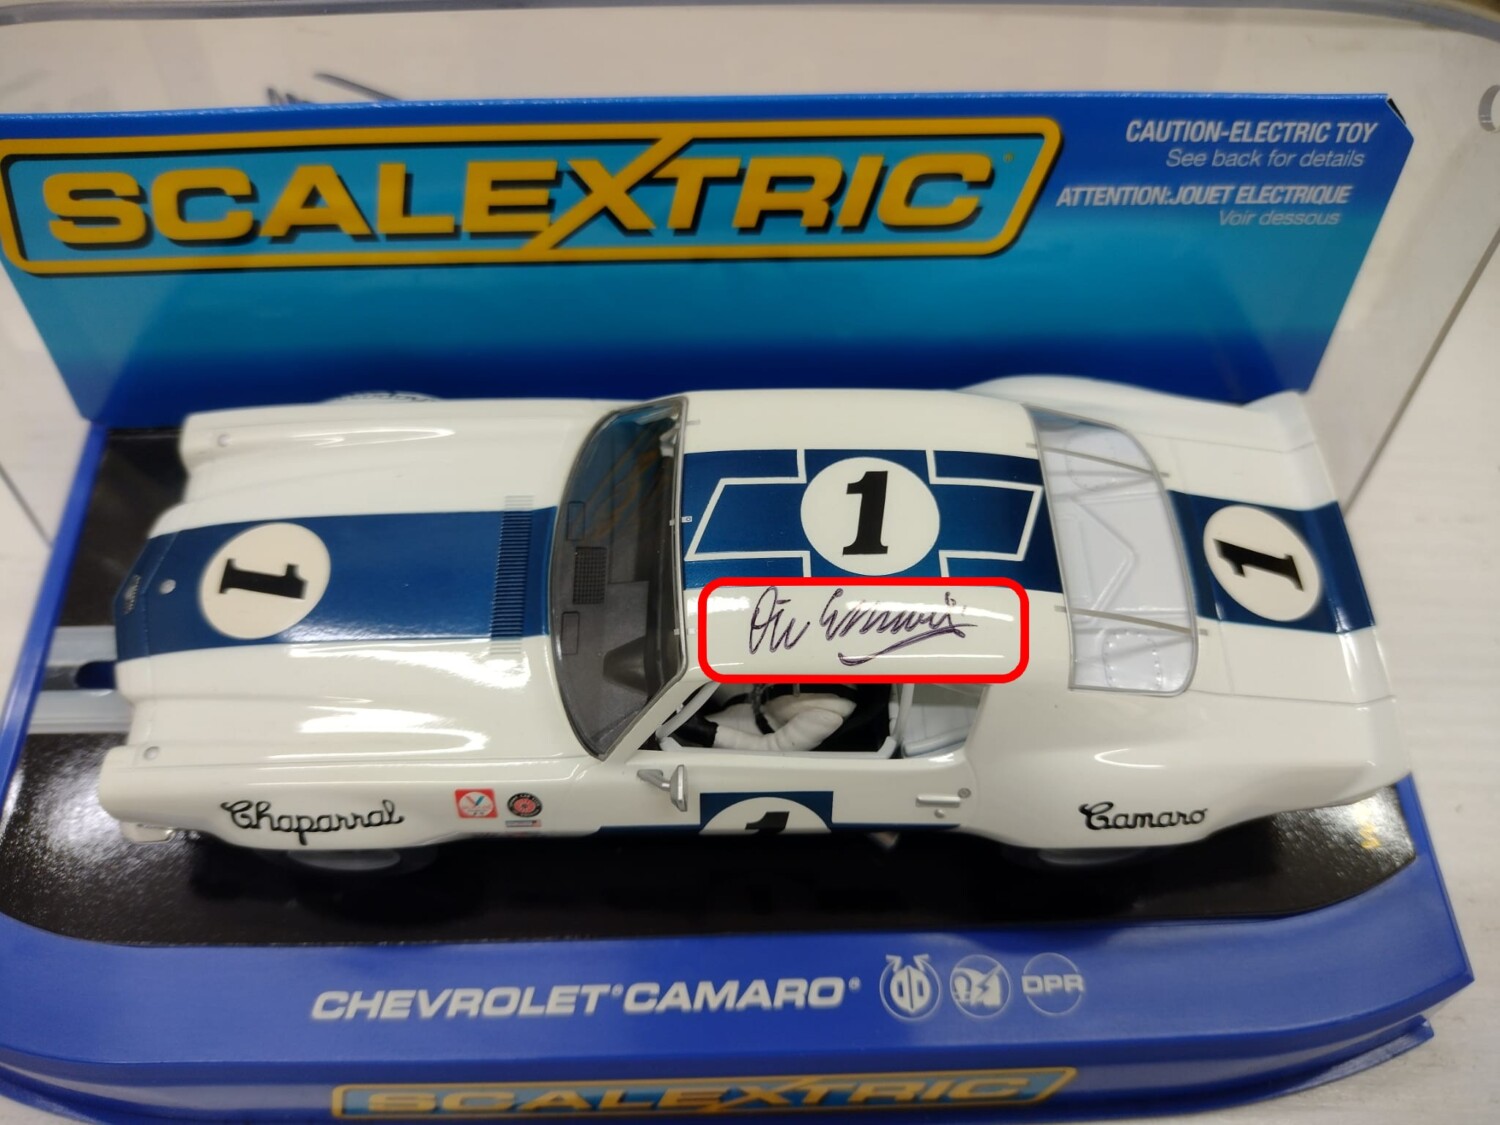 SCALEXTRIC
CAUTION-ELECTRIC TOY
See back for details
ATTENTION:JOUET ELECTRIQUE
Voir dessous
1
1
1
1
Chaparral
Camaro
CHEVROLET CAMARO
DPR
SCALEXTRIC